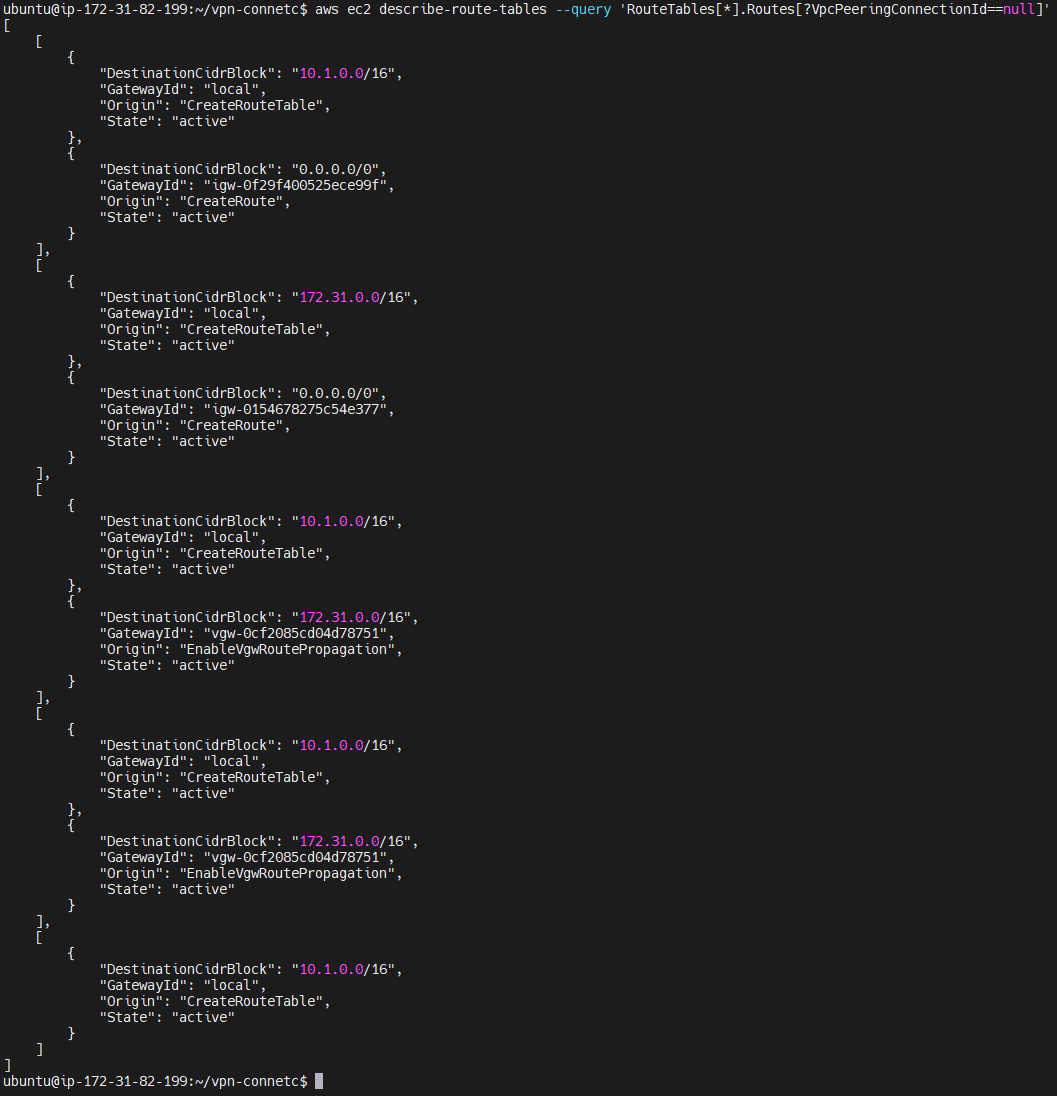 ubuntu@ip-172-31-82-199:~/vpn-connetc$ aws ec2 describe-route-tables --query 'RouteTables[*].Routes[?VpcPeeringConnectionId==null]'
[
    [
        {
            "DestinationCidrBlock": "10.1.0.0/16",
            "GatewayId": "local",
            "Origin": "CreateRouteTable",
            "State": "active"
        },
        {
            "DestinationCidrBlock": "0.0.0.0/0",
            "GatewayId": "igw-0f29f400525ece99f",
            "Origin": "CreateRoute",
            "State": "active"
        }
    ],
    [
        {
            "DestinationCidrBlock": "172.31.0.0/16",
            "GatewayId": "local",
            "Origin": "CreateRouteTable",
            "State": "active"
        },
        {
            "DestinationCidrBlock": "0.0.0.0/0",
            "GatewayId": "igw-0154678275c54e377",
            "Origin": "CreateRoute",
            "State": "active"
        }
    ],
    [
        {
            "DestinationCidrBlock": "10.1.0.0/16",
            "GatewayId": "local",
            "Origin": "CreateRouteTable",
            "State": "active"
        },
        {
            "DestinationCidrBlock": "172.31.0.0/16",
            "GatewayId": "vgw-0cf2085cd04d78751",
            "Origin": "EnableVgwRoutePropagation",
            "State": "active"
        }
    ],
    [
        {
            "DestinationCidrBlock": "10.1.0.0/16",
            "GatewayId": "local",
            "Origin": "CreateRouteTable",
            "State": "active"
        },
        {
            "DestinationCidrBlock": "172.31.0.0/16",
            "GatewayId": "vgw-0cf2085cd04d78751",
            "Origin": "EnableVgwRoutePropagation",
            "State": "active"
        }
    ],
    [
        {
            "DestinationCidrBlock": "10.1.0.0/16",
            "GatewayId": "local",
            "Origin": "CreateRouteTable",
            "State": "active"
        }
    ]
]
ubuntu@ip-172-31-82-199:~/vpn-connetc$